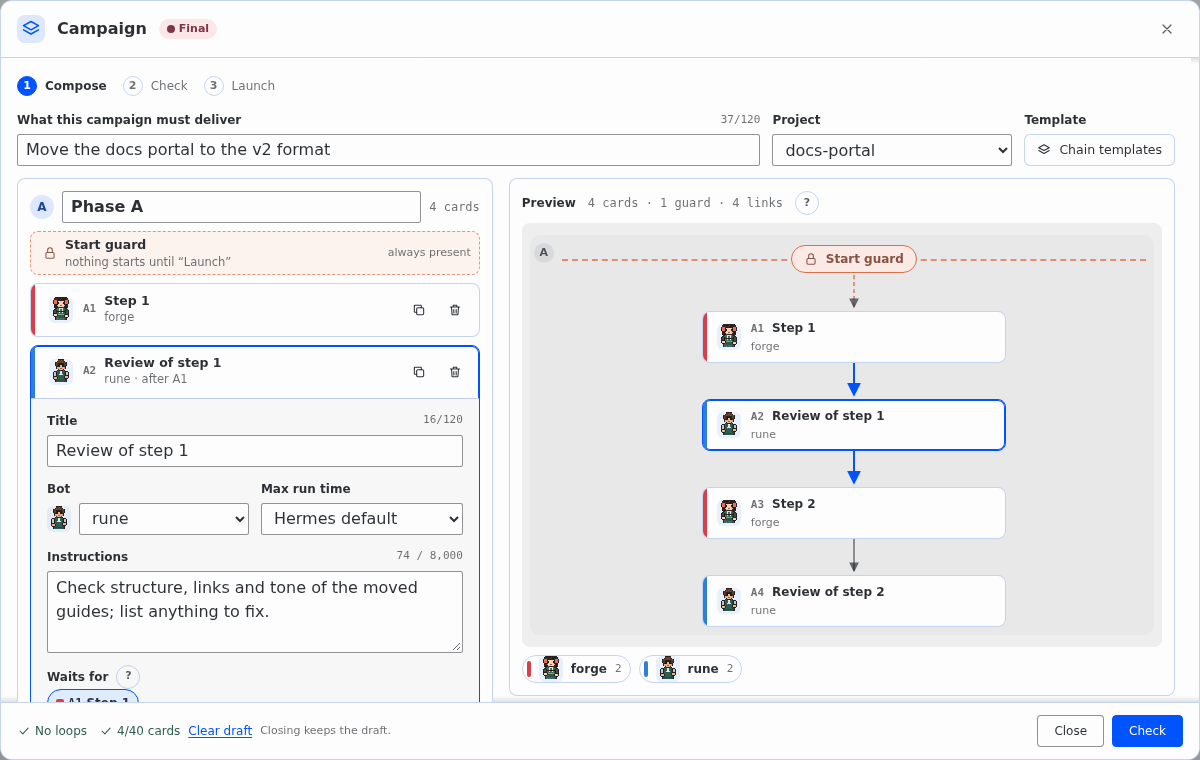 Campaign
Final
1 Compose 2 Check 3 Launch
What this campaign must deliver 37/120
Move the docs portal to the v2 format
Project
docs-portal
Template
Chain templates
A Phase A 4 cards
Start guard
nothing starts until “Launch”
always present
A1 Step 1
forge
A2 Review of step 1
rune · after A1
Title 16/120
Review of step 1
Bot
rune
Max run time
Hermes default
Instructions 74 / 8,000
Check structure, links and tone of the moved
guides; list anything to fix.
Waits for ?
A1 Step 1
Preview 4 cards · 1 guard · 4 links ?
A
Start guard
A1 Step 1
forge
A2 Review of step 1
rune
A3 Step 2
forge
A4 Review of step 2
rune
forge 2 rune 2
No loops 4/40 cards Clear draft Closing keeps the draft.
Close Check